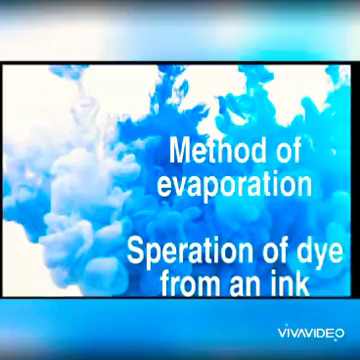 Method of
evaporation
Speration of dye
from an ink
VIVAVIDEO